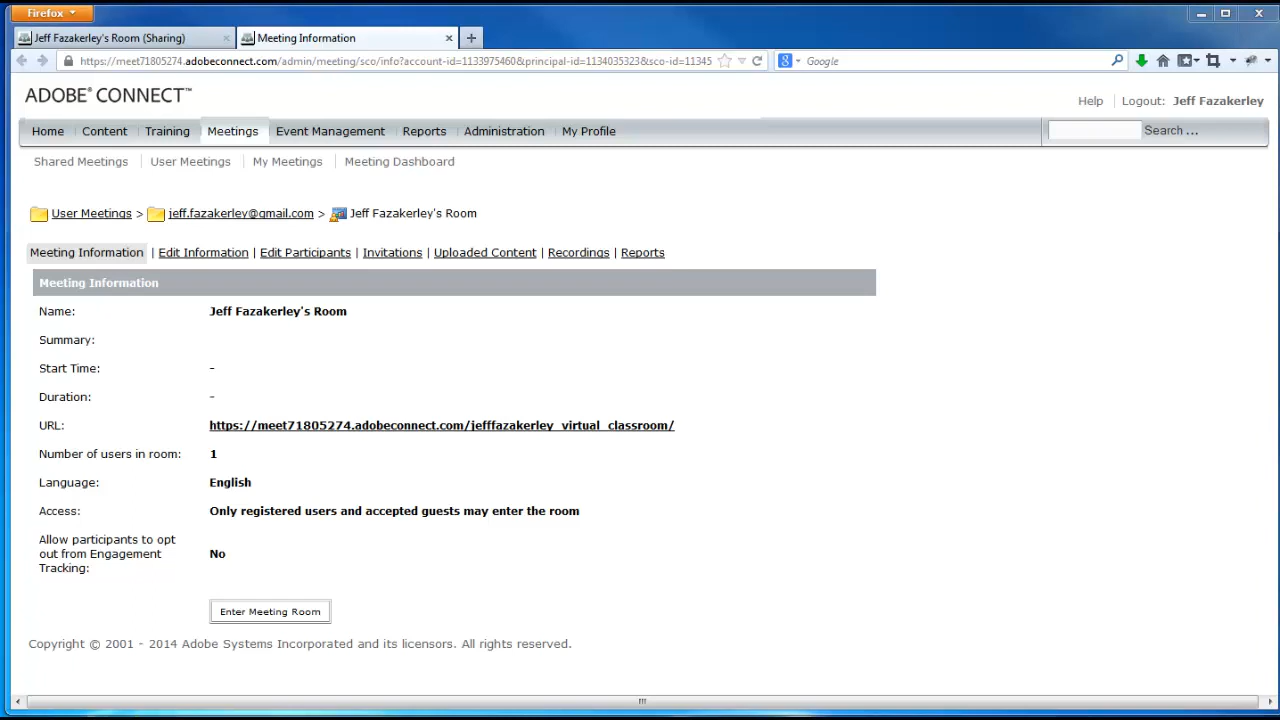 Firefox
Jeff Fazakerley's Room (Sharing)
Meeting Information
https://meet71805274.adobeconnect.com/admin/meeting/sco/info?account-id=1133975460&principal-id=1134035323&sco-id=11345
Google
ADOBE® CONNECT™
Help
Logout: Jeff Fazakerley
Home Content Training Meetings Event Management Reports Administration My Profile
Search ...
Shared Meetings User Meetings My Meetings Meeting Dashboard
User Meetings > jeff.fazakerley@gmail.com > Jeff Fazakerley's Room
Meeting Information | Edit Information | Edit Participants | Invitations | Uploaded Content | Recordings | Reports
Meeting Information
Name: Jeff Fazakerley's Room
Summary:
Start Time: -
Duration: -
URL: https://meet71805274.adobeconnect.com/jefffazakerley_virtual_classroom/
Number of users in room: 1
Language: English
Access: Only registered users and accepted guests may enter the room
Allow participants to opt
out from Engagement No
Tracking:
Enter Meeting Room
Copyright © 2001 - 2014 Adobe Systems Incorporated and its licensors. All rights reserved.